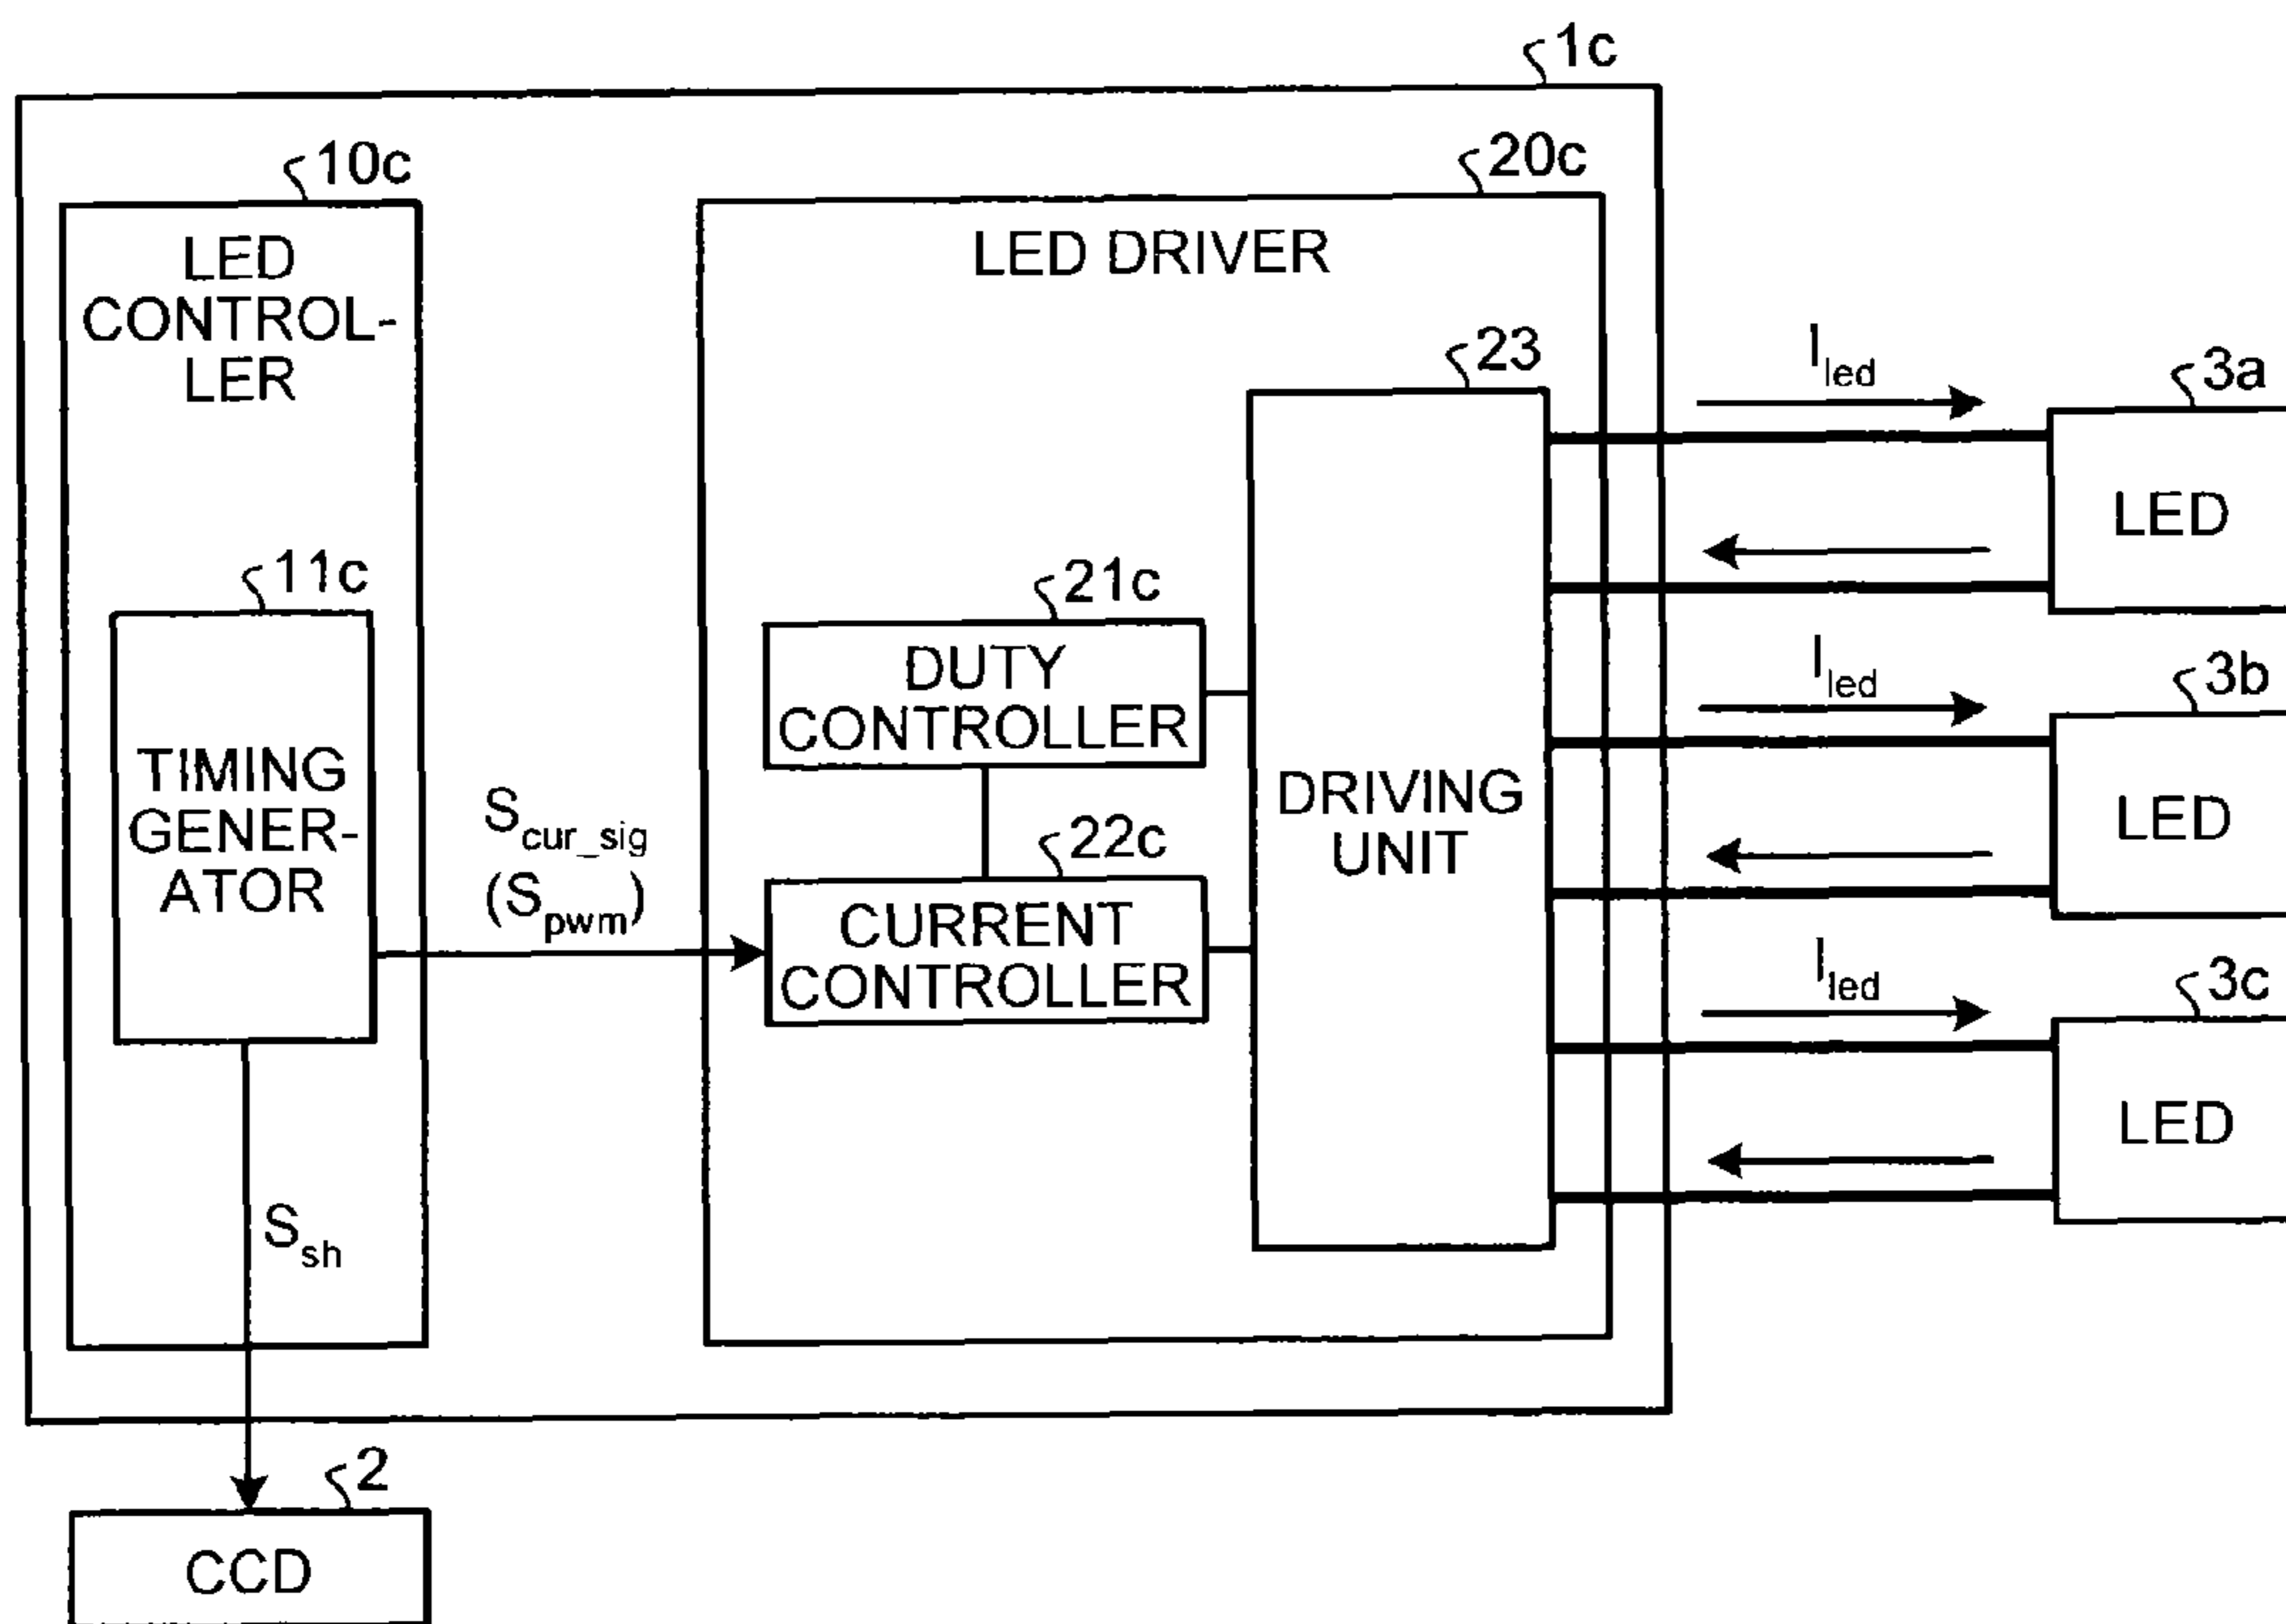 1c
10c
20c
LED
CONTROL-
LER
LED DRIVER
23
I_led
3a
LED
11c
TIMING
GENER-
ATOR
21c
DUTY
CONTROLLER
DRIVING
UNIT
I_led
3b
LED
S_cur_sig
(S_pwm)
22c
CURRENT
CONTROLLER
I_led
3c
LED
S_sh
2
CCD